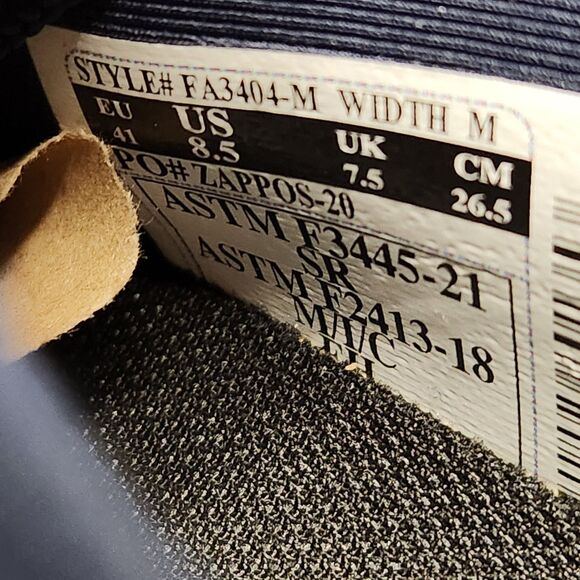 STYLE# FA3404-M WIDTH M
EU US UK CM
41 8.5 7.5 26.5
PO# ZAPPOS-20
ASTM F3445-21
SR
ASTM F2413-18
M/I/C
EH